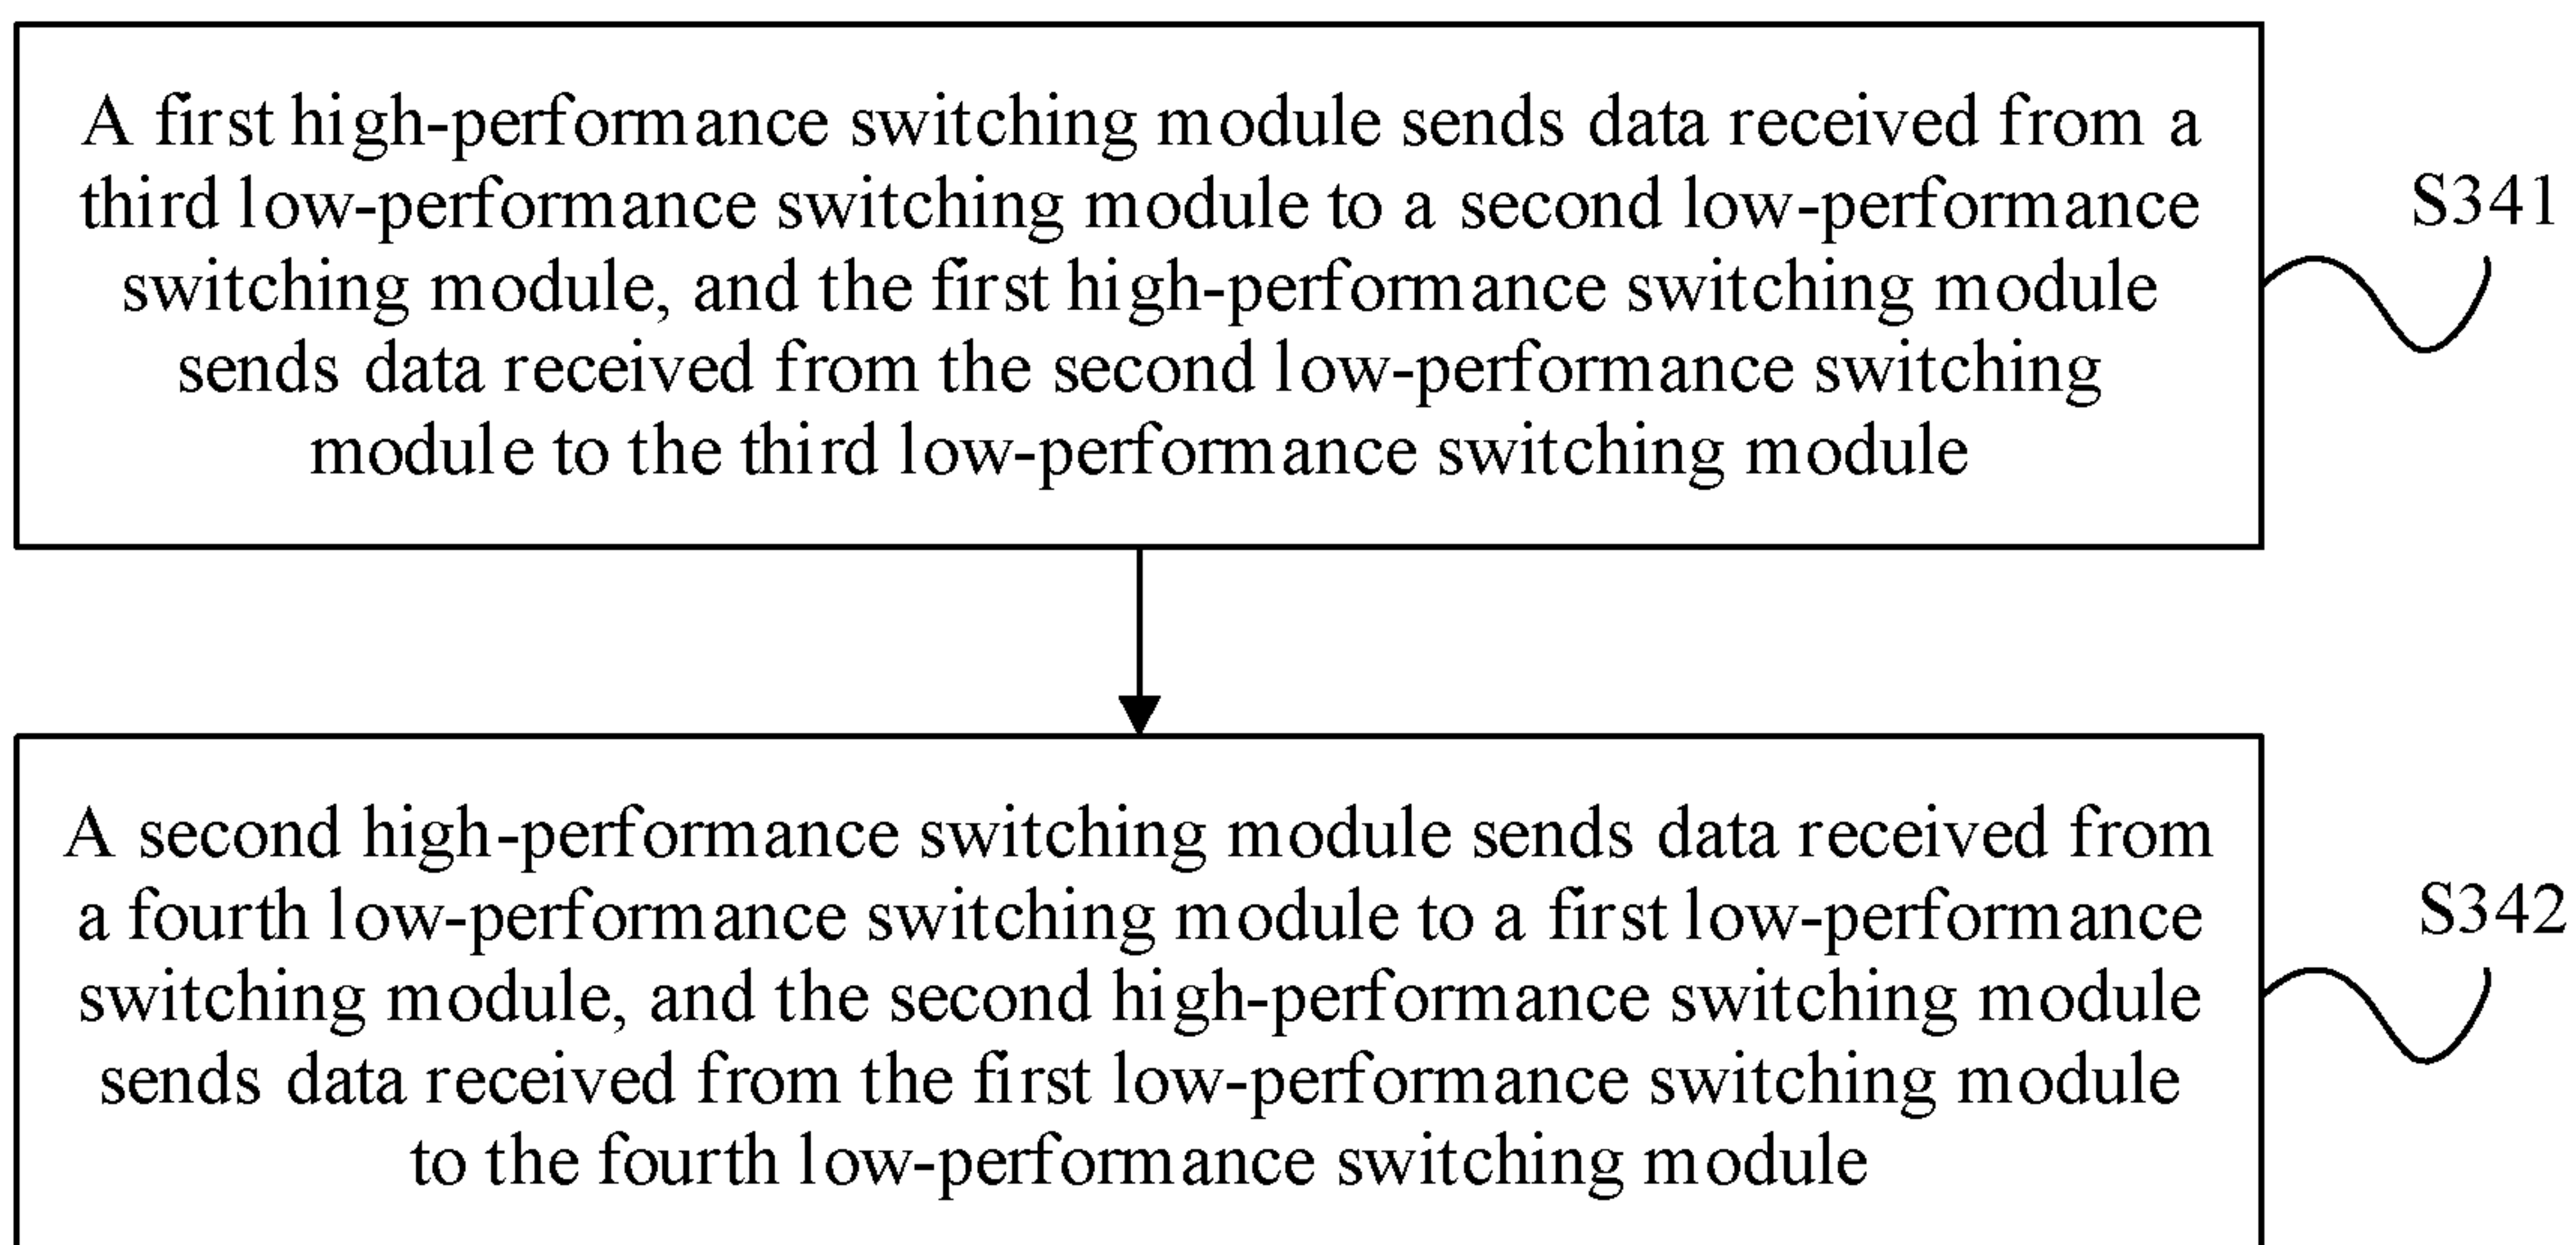 A first high-performance switching module sends data received from a
third low-performance switching module to a second low-performance
switching module, and the first high-performance switching module
sends data received from the second low-performance switching
module to the third low-performance switching module
S341
A second high-performance switching module sends data received from
a fourth low-performance switching module to a first low-performance
switching module, and the second high-performance switching module
sends data received from the first low-performance switching module
to the fourth low-performance switching module
S342